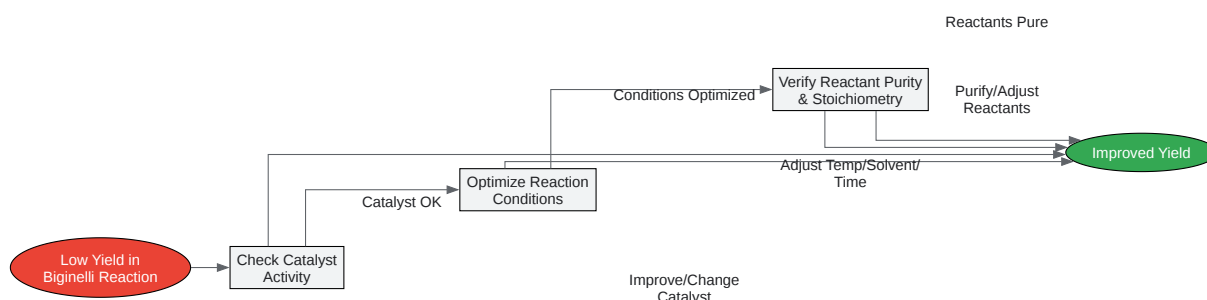 Reactants Pure
Verify Reactant Purity
& Stoichiometry
Purify/Adjust
Reactants
Conditions Optimized
Improved Yield
Adjust Temp/Solvent/
Time
Optimize Reaction
Conditions
Catalyst OK
Low Yield in
Biginelli Reaction
Check Catalyst
Activity
Improve/Change
Catalyst